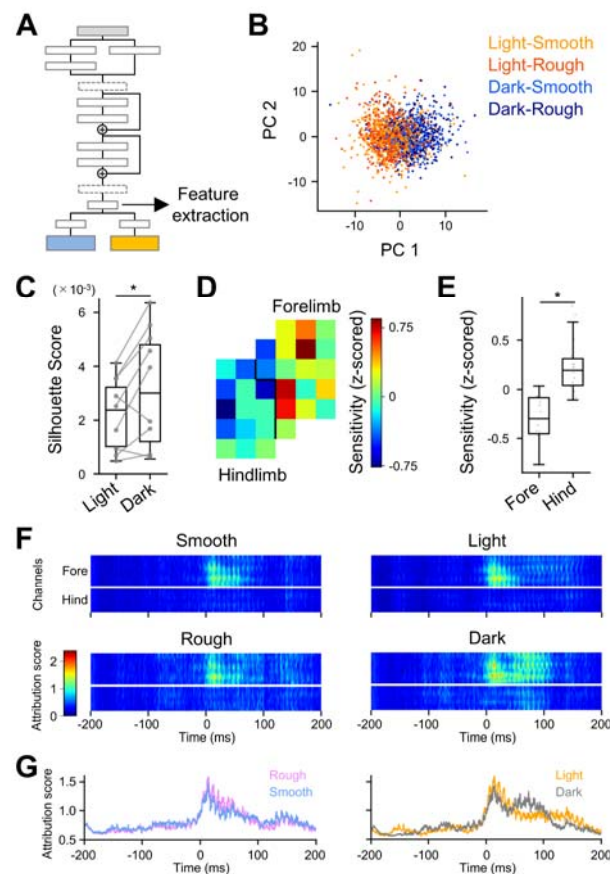 A
Feature
extraction
B
Light-Smooth
Light-Rough
Dark-Smooth
Dark-Rough
20
10
0
-10
PC 2
-10
0
10
PC 1
C
(×10-3)
*
6
4
2
0
Silhouette Score
Light
Dark
D
Forelimb
Hindlimb
0.75
0
-0.75
Sensitivity (z-scored)
E
*
0.5
0
-0.5
Sensitivity (z-scored)
Fore
Hind
F
Smooth
Light
Channels
Fore
Hind
Rough
Dark
Attribution score
2
1
0
-200
-100
0
100
200
Time (ms)
-200
-100
0
100
200
Time (ms)
G
Attribution score
1.5
1.0
0.5
Rough
Smooth
-200
-100
0
100
200
Time (ms)
Light
Dark
-200
-100
0
100
200
Time (ms)